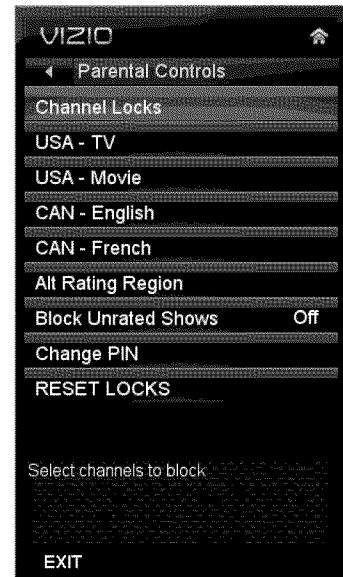 VIZIO
Parental Controls
Channel Locks
USA - TV
USA - Movie
CAN - English
CAN - French
Alt Rating Region
Block Unrated Shows Off
Change PIN
RESET LOCKS
Select channels to block
EXIT